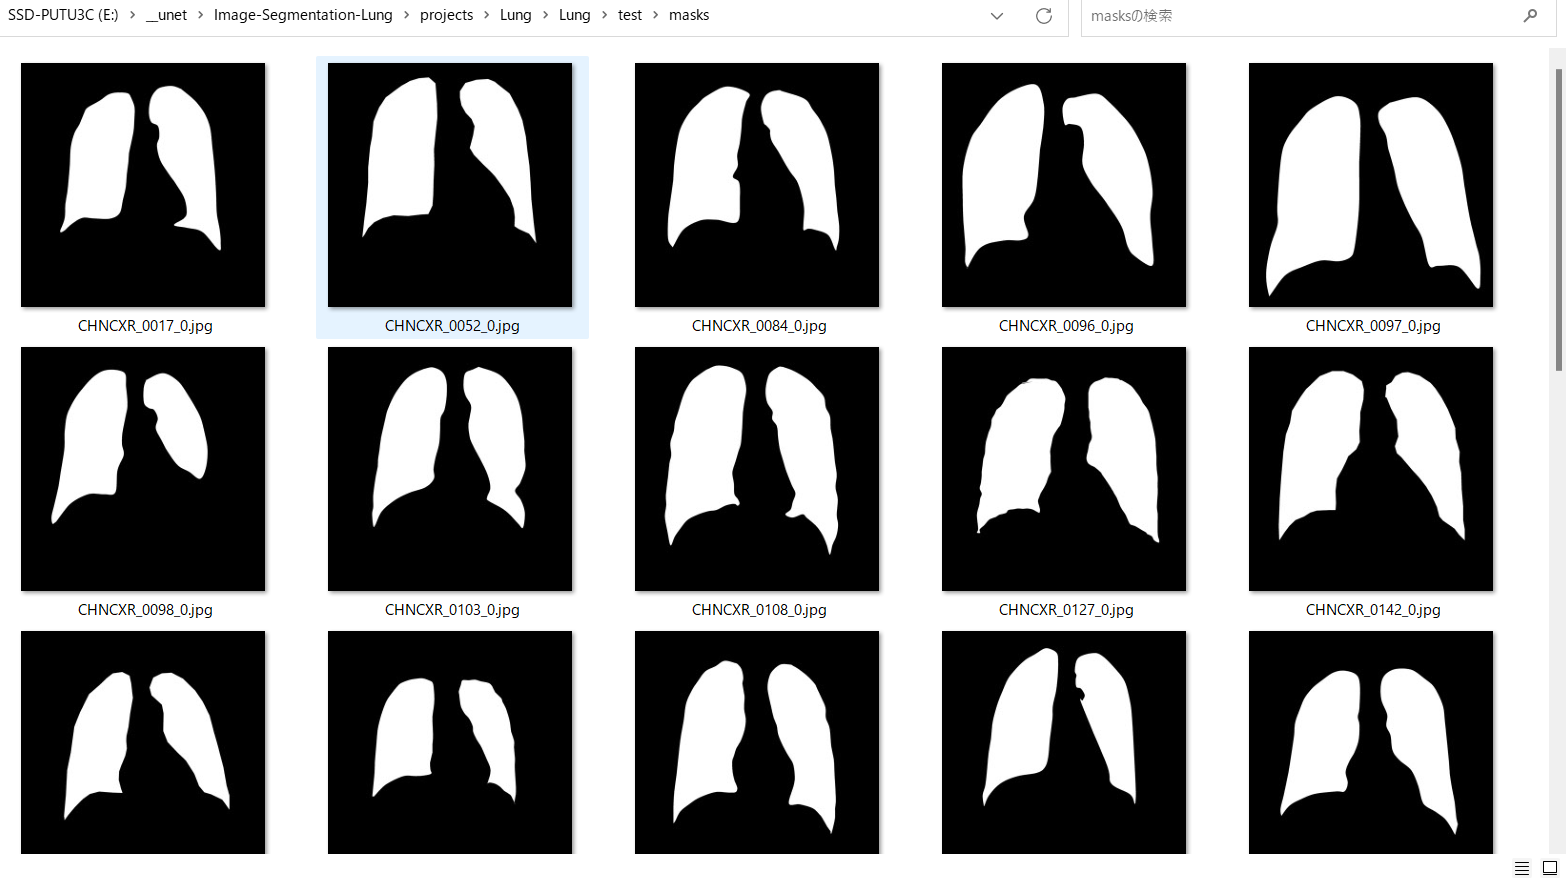 SSD-PUTU3C (E:) > __unet > Image-Segmentation-Lung > projects > Lung > Lung > test > masks
masksの検索
CHNCXR_0017_0.jpg
CHNCXR_0052_0.jpg
CHNCXR_0084_0.jpg
CHNCXR_0096_0.jpg
CHNCXR_0097_0.jpg
CHNCXR_0098_0.jpg
CHNCXR_0103_0.jpg
CHNCXR_0108_0.jpg
CHNCXR_0127_0.jpg
CHNCXR_0142_0.jpg